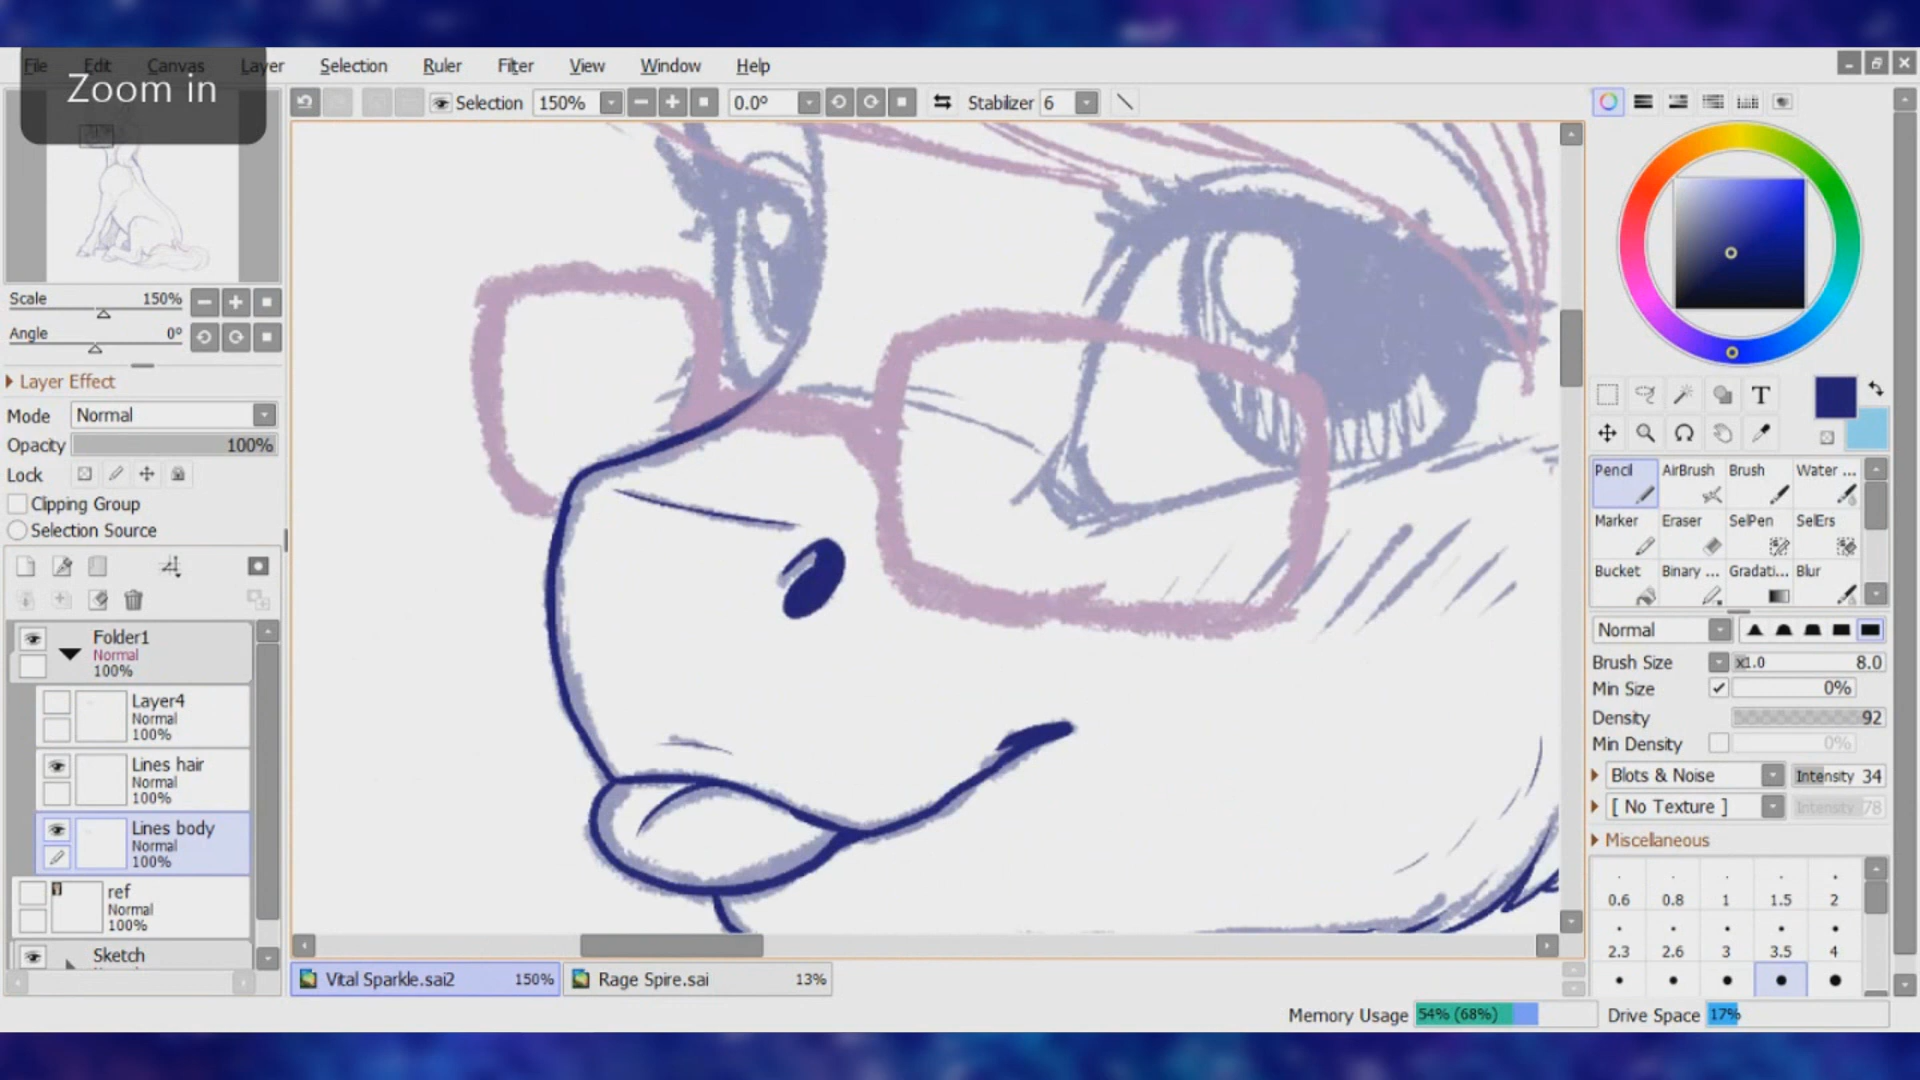 File Edit Canvas Layer Selection Ruler Filter View Window Help
Zoom in
Selection 150% 0.0° Stabilizer 6
Scale 150%
Angle 0°
Layer Effect
Mode Normal
Opacity 100%
Lock
Clipping Group
Selection Source
Folder1
Normal
100%
Layer4
Normal
100%
Lines hair
Normal
100%
Lines body
Normal
100%
ref
Normal
100%
Sketch
Vital Sparkle.sai2 150% Rage Spire.sai 13%
T
Pencil AirBrush Brush Water ...
Marker Eraser SelPen SelErs
Bucket Binary ... Gradati... Blur
Normal
Brush Size x1.0 8.0
Min Size 0%
Density 92
Min Density 0%
Blots & Noise Intensity 34
[ No Texture ] Intensity 78
Miscellaneous
0.6 0.8 1 1.5 2
2.3 2.6 3 3.5 4
Memory Usage 54% (68%) Drive Space 17%